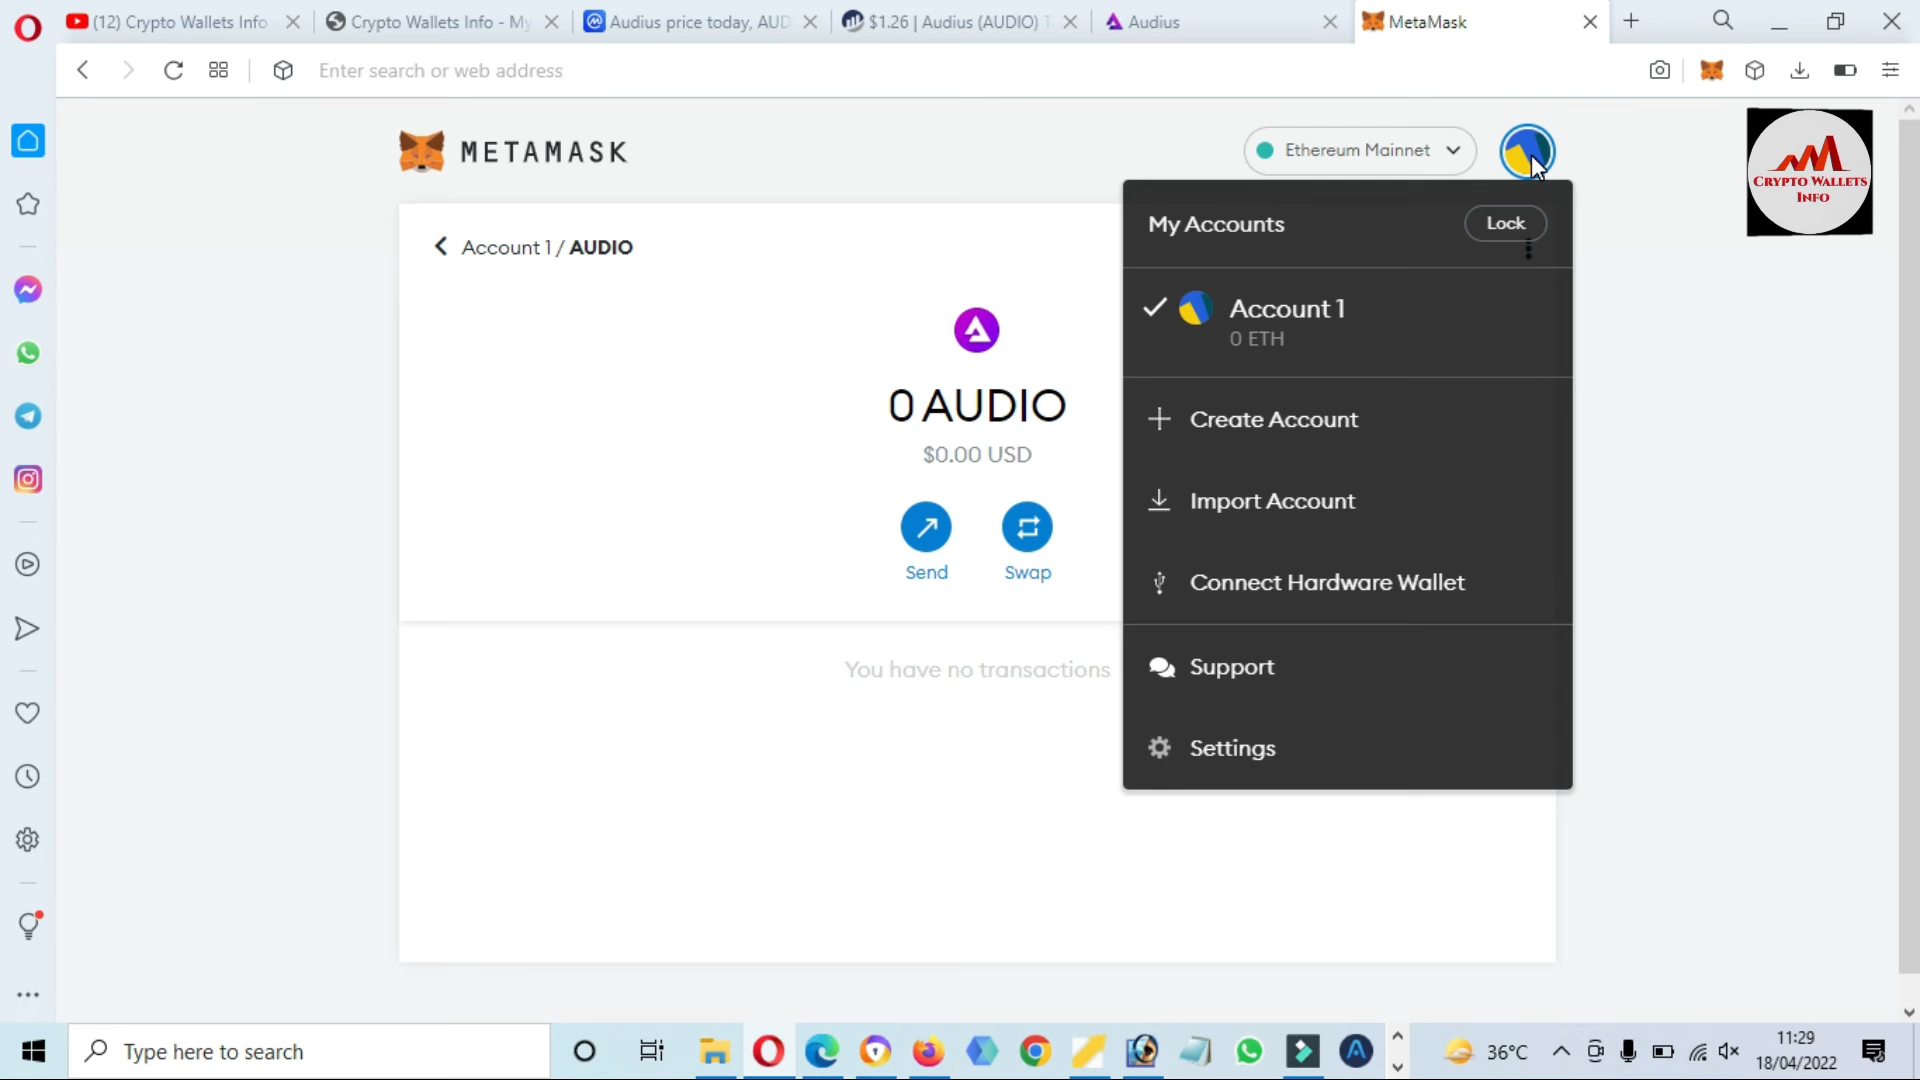 (12) Crypto Wallets Info
Crypto Wallets Info - My
Audius price today, AUD
$1.26 | Audius (AUDIO) T
Audius
MetaMask
Enter search or web address
METAMASK
Ethereum Mainnet
CRYPTO WALLETS
INFO
My Accounts
Lock
Account 1 / AUDIO
Account 1
0 ETH
0 AUDIO
$0.00 USD
Create Account
Import Account
Send
Swap
Connect Hardware Wallet
You have no transactions
Support
Settings
Type here to search
36°C
11:29
18/04/2022